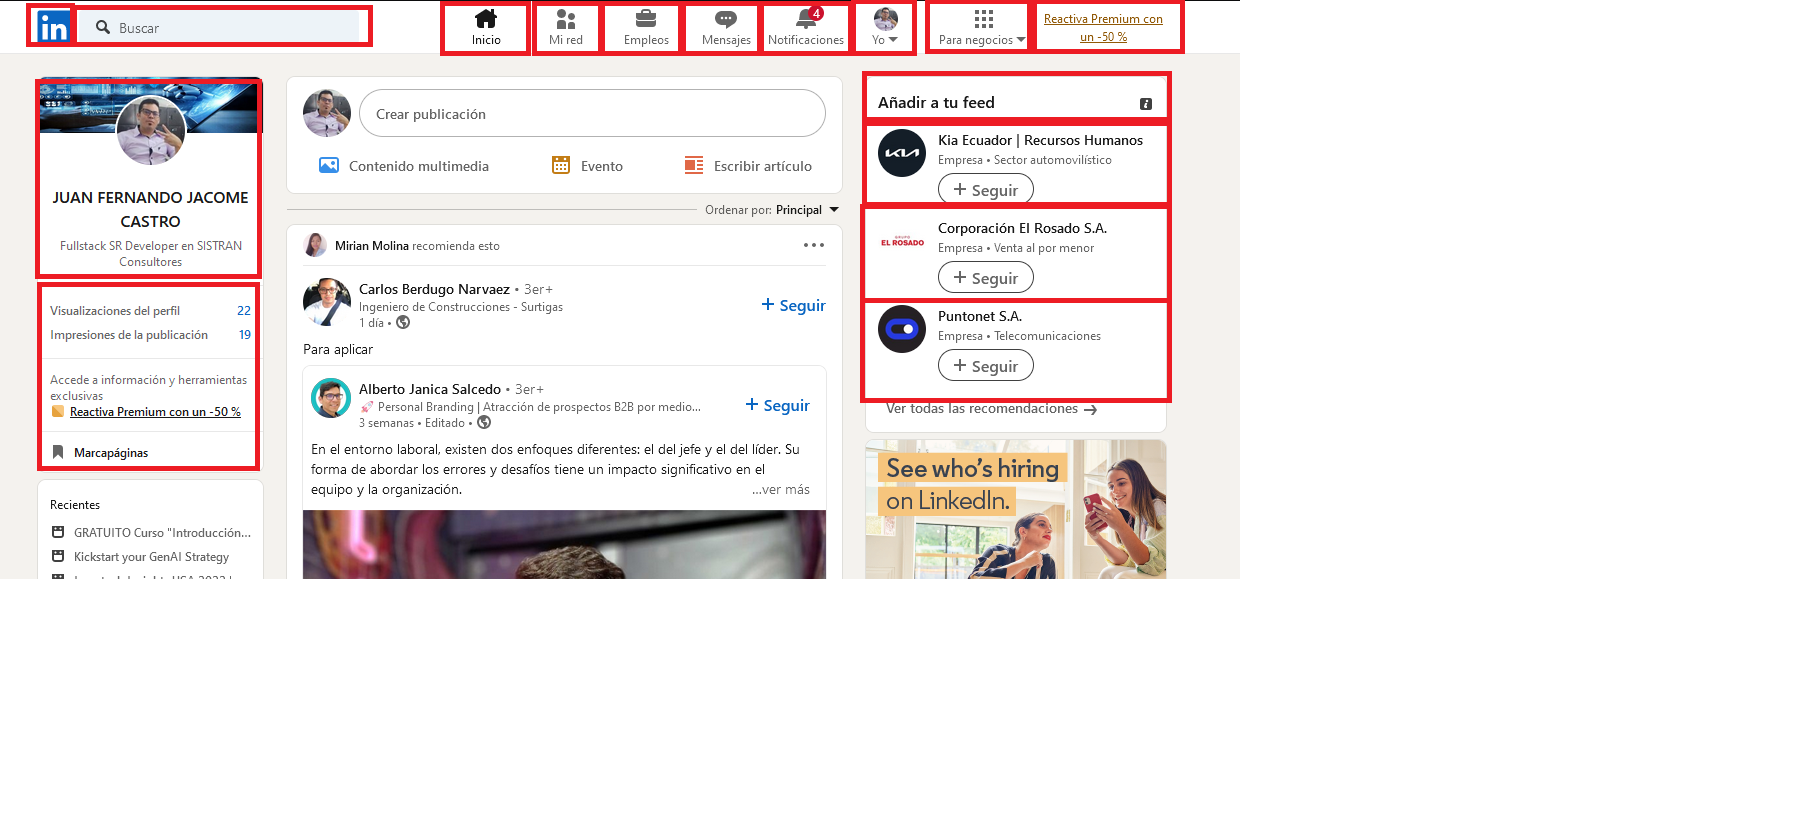 in
Buscar
Inicio
Mi red
Empleos
Mensajes
4
Notificaciones
Yo
Para negocios
Reactiva Premium con
un -50 %
JUAN FERNANDO JACOME
CASTRO
Fullstack SR Developer en SISTRAN
Consultores
Visualizaciones del perfil 22
Impresiones de la publicación 19
Accede a información y herramientas
exclusivas
Reactiva Premium con un -50 %
Marcapáginas
Recientes
GRATUITO Curso "Introducción...
Kickstart your GenAI Strategy
Crear publicación
Contenido multimedia
Evento
Escribir artículo
Ordenar por: Principal
Mirian Molina recomienda esto
Carlos Berdugo Narvaez • 3er+
Ingeniero de Construcciones - Surtigas
1 día •
+ Seguir
Para aplicar
Alberto Janica Salcedo • 3er+
🚀 Personal Branding | Atracción de prospectos B2B por medio...
3 semanas • Editado •
+ Seguir
En el entorno laboral, existen dos enfoques diferentes: el del jefe y el del líder. Su
forma de abordar los errores y desafíos tiene un impacto significativo en el
equipo y la organización. ...ver más
Añadir a tu feed
KIA
Kia Ecuador | Recursos Humanos
Empresa • Sector automovilístico
+ Seguir
EL ROSADO
Corporación El Rosado S.A.
Empresa • Venta al por menor
+ Seguir
Puntonet S.A.
Empresa • Telecomunicaciones
+ Seguir
Ver todas las recomendaciones →
See who's hiring
on LinkedIn.